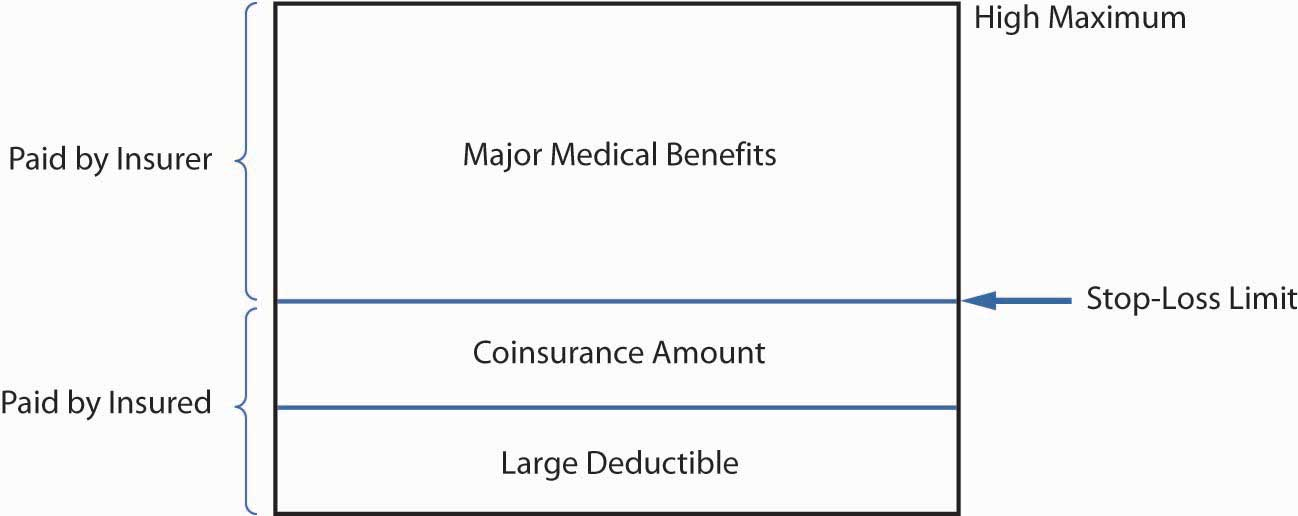 High Maximum
Paid by Insurer
Major Medical Benefits
Stop-Loss Limit
Coinsurance Amount
Paid by Insured
Large Deductible